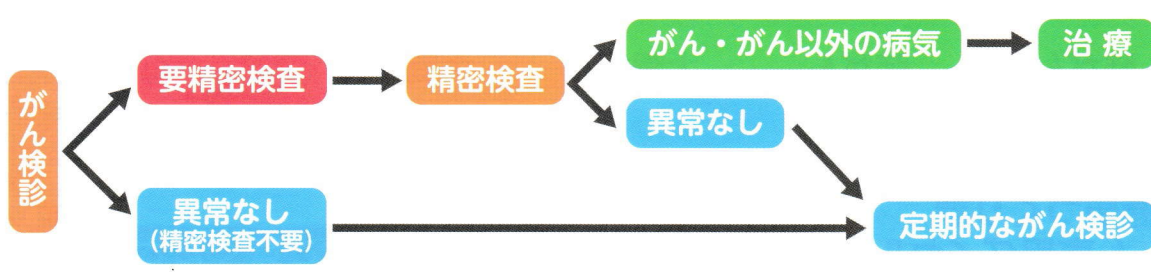 がん検診
要精密検査
精密検査
がん・がん以外の病気
治 療
異常なし
異常なし
(精密検査不要)
定期的ながん検診